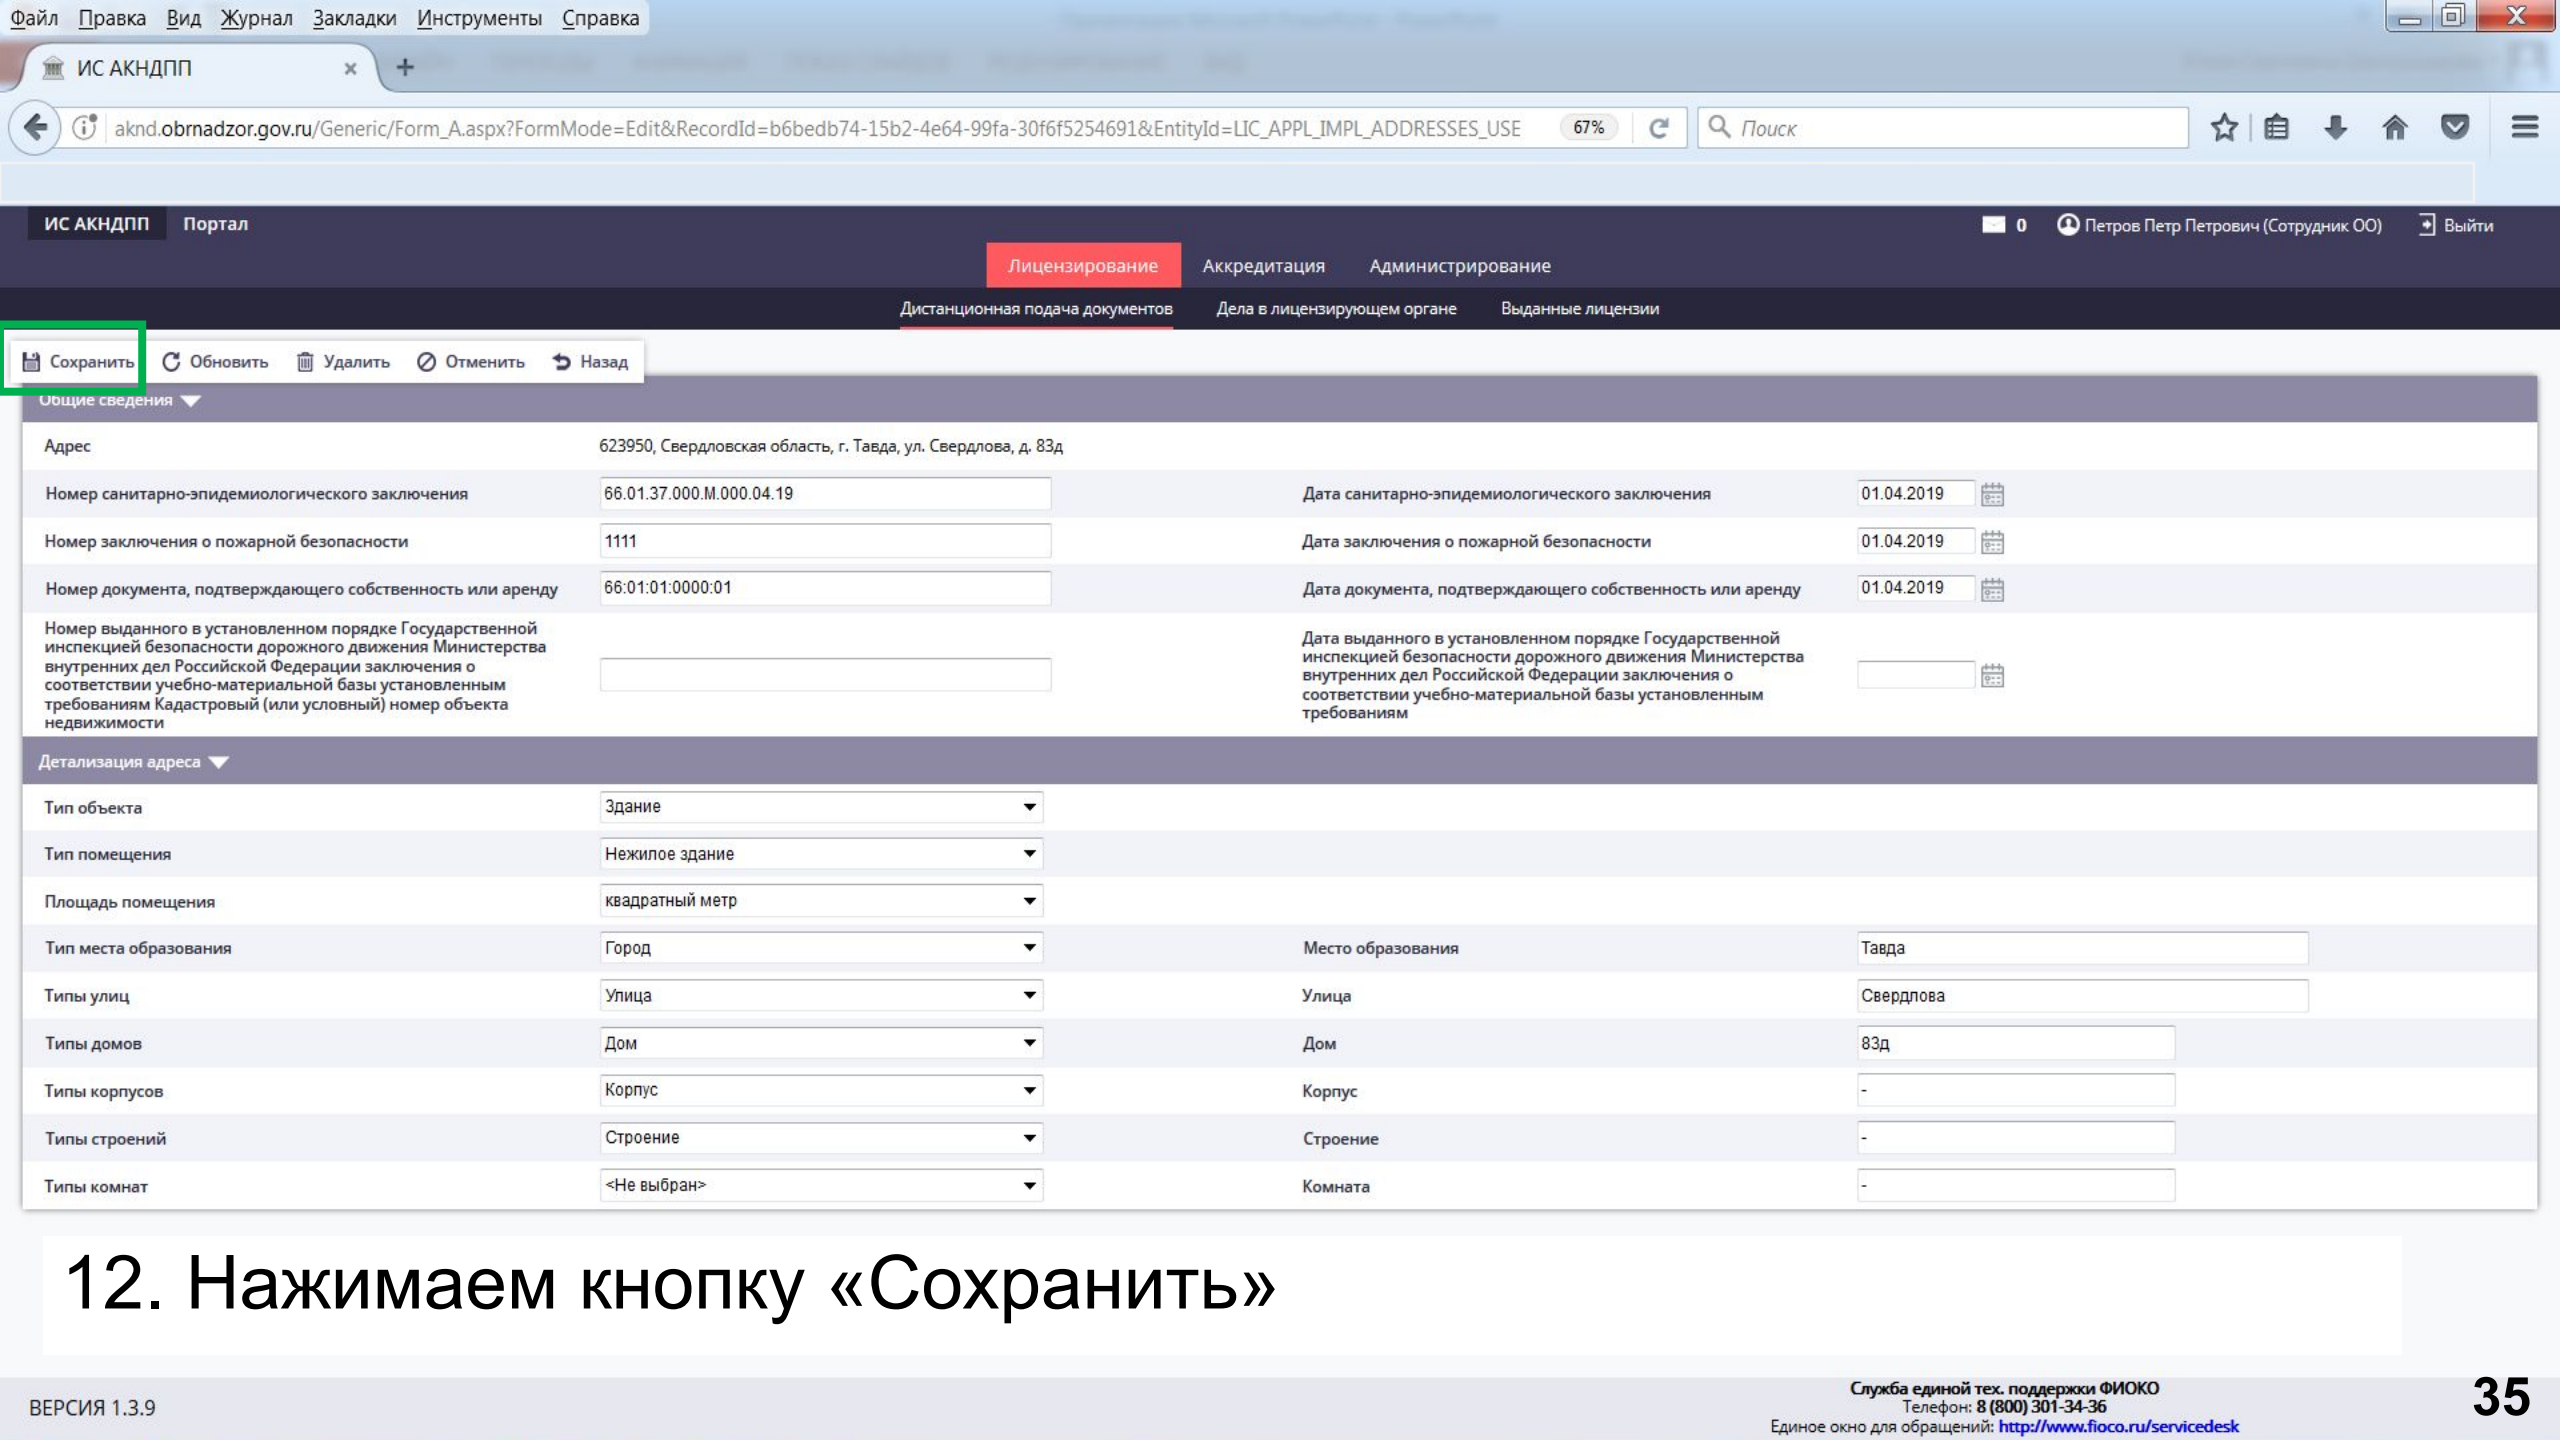 Файл Правка Вид Журнал Закладки Инструменты Справка
ИС АКНДПП
aknd.obrnadzor.gov.ru/Generic/Form_A.aspx?FormMode=Edit&RecordId=b6bedb74-15b2-4e64-99fa-30f6f5254691&EntityId=LIC_APPL_IMPL_ADDRESSES_USE 67% Поиск
ИС АКНДПП Портал 0 Петров Петр Петрович (Сотрудник ОО) Выйти
Лицензирование Аккредитация Администрирование
Дистанционная подача документов Дела в лицензирующем органе Выданные лицензии
Сохранить Обновить Удалить Отменить Назад
Общие сведения
Адрес 623950, Свердловская область, г. Тавда, ул. Свердлова, д. 83д
Номер санитарно-эпидемиологического заключения 66.01.37.000.М.000.04.19 Дата санитарно-эпидемиологического заключения 01.04.2019
Номер заключения о пожарной безопасности 1111 Дата заключения о пожарной безопасности 01.04.2019
Номер документа, подтверждающего собственность или аренду 66:01:01:0000:01 Дата документа, подтверждающего собственность или аренду 01.04.2019
Номер выданного в установленном порядке Государственной
инспекцией безопасности дорожного движения Министерства
внутренних дел Российской Федерации заключения о
соответствии учебно-материальной базы установленным
требованиям Кадастровый (или условный) номер объекта
недвижимости
Дата выданного в установленном порядке Государственной
инспекцией безопасности дорожного движения Министерства
внутренних дел Российской Федерации заключения о
соответствии учебно-материальной базы установленным
требованиям
Детализация адреса
Тип объекта Здание
Тип помещения Нежилое здание
Площадь помещения квадратный метр
Тип места образования Город Место образования Тавда
Типы улиц Улица Улица Свердлова
Типы домов Дом Дом 83д
Типы корпусов Корпус Корпус -
Типы строений Строение Строение -
Типы комнат <Не выбран> Комната -
12. Нажимаем кнопку «Сохранить»
ВЕРСИЯ 1.3.9
Служба единой тех. поддержки ФИОКО
Телефон: 8 (800) 301-34-36
Единое окно для обращений: http://www.fioco.ru/servicedesk
35